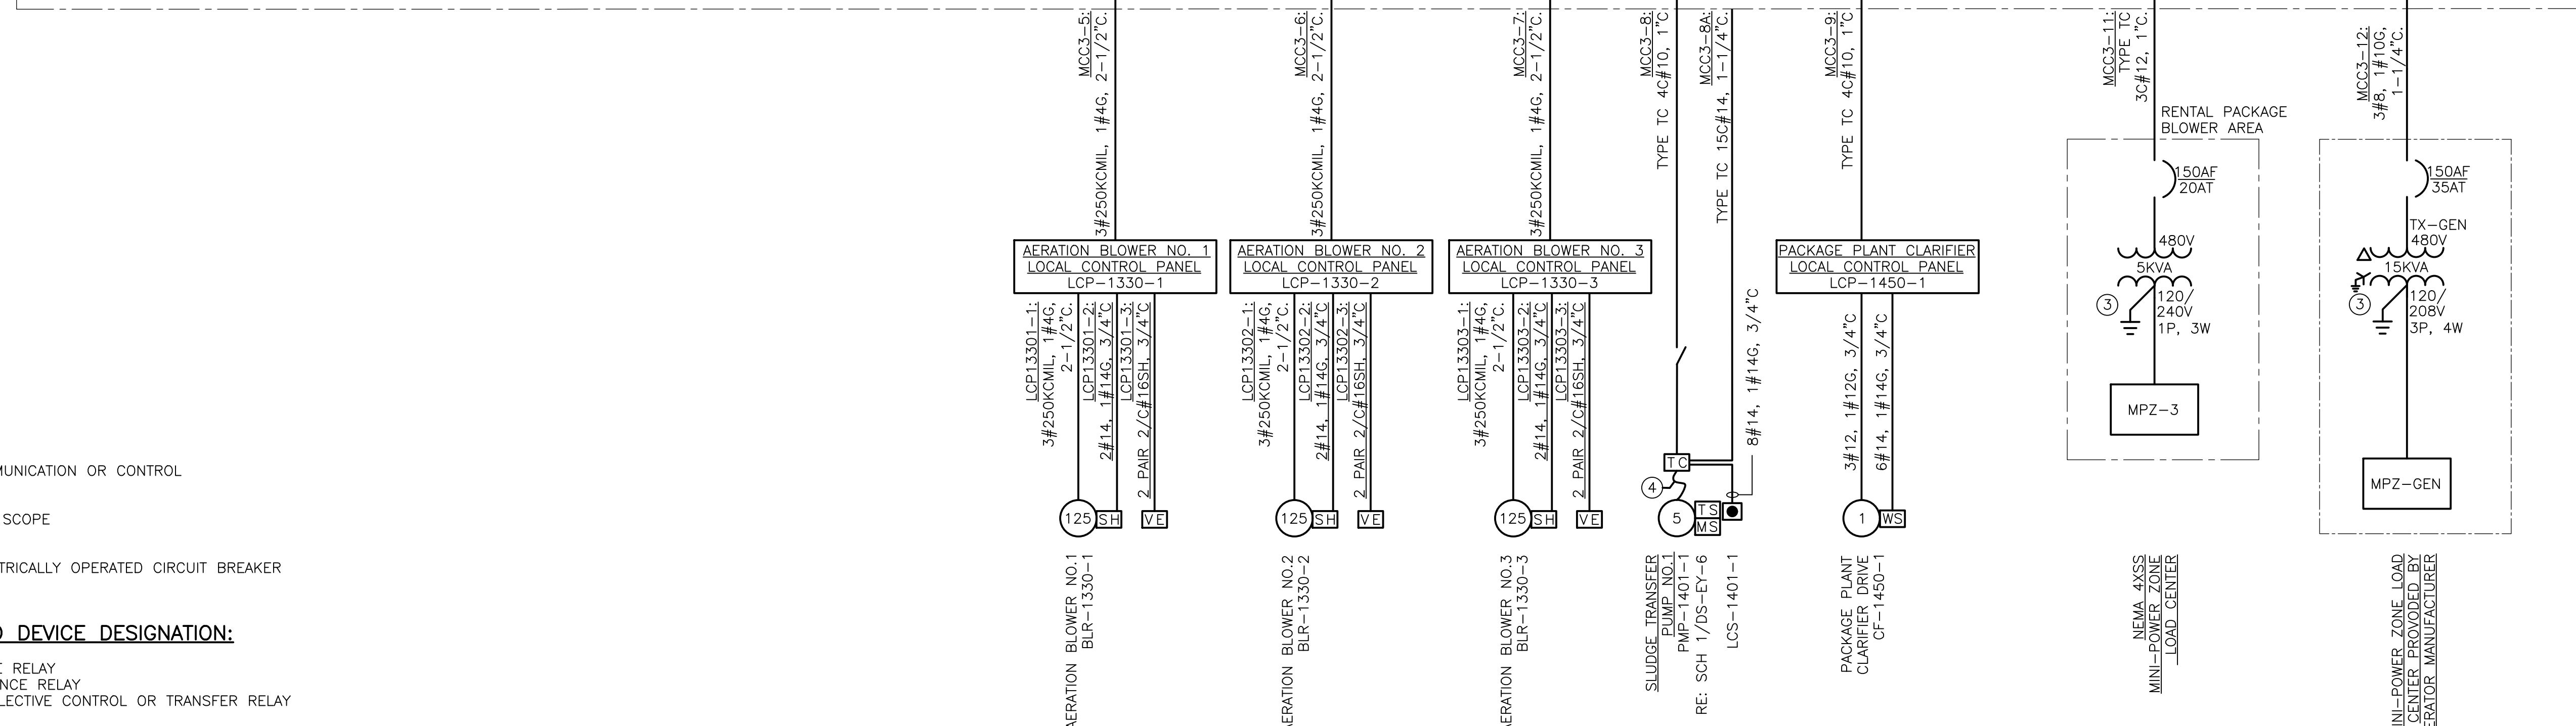 MCC3-5:
3#250KCMIL, 1#4G, 2-1/2"C.
AERATION BLOWER NO. 1
LOCAL CONTROL PANEL
LCP-1330-1
LCP13301-1:
3#250KCMIL, 1#4G,
2-1/2"C.
LCP13301-2:
2#14, 1#14G, 3/4"C
LCP13301-3:
2 PAIR 2/C#16SH, 3/4"C
125
SH
VE
AERATION BLOWER NO.1
BLR-1330-1
MCC3-6:
3#250KCMIL, 1#4G, 2-1/2"C.
AERATION BLOWER NO. 2
LOCAL CONTROL PANEL
LCP-1330-2
LCP13302-1:
3#250KCMIL, 1#4G,
2-1/2"C.
LCP13302-2:
2#14, 1#14G, 3/4"C
LCP13302-3:
2 PAIR 2/C#16SH, 3/4"C
125
SH
VE
AERATION BLOWER NO.2
BLR-1330-2
MCC3-7:
3#250KCMIL, 1#4G, 2-1/2"C.
AERATION BLOWER NO. 3
LOCAL CONTROL PANEL
LCP-1330-3
LCP13303-1:
3#250KCMIL, 1#4G,
2-1/2"C.
LCP13303-2:
2#14, 1#14G, 3/4"C
LCP13303-3:
2 PAIR 2/C#16SH, 3/4"C
125
SH
VE
AERATION BLOWER NO.3
BLR-1330-3
MCC3-8:
TYPE TC 4C#10, 1"C
MCC3-8A:
TYPE TC 15C#14, 1-1/4"C.
8#14, 1#14G, 3/4"C
TC
4
5
TS
MS
SLUDGE TRANSFER
PUMP NO.1
PMP-1401-1
RE: SCH 1/DS-EY-6
LCS-1401-1
MCC3-9:
TYPE TC 4C#10, 1"C
PACKAGE PLANT CLARIFIER
LOCAL CONTROL PANEL
LCP-1450-1
3#12, 1#12G, 3/4"C
6#14, 1#14G, 3/4"C
1
WS
PACKAGE PLANT
CLARIFIER DRIVE
CF-1450-1
MCC3-11:
TYPE TC
3C#12, 1"C.
RENTAL PACKAGE
BLOWER AREA
150AF
20AT
480V
5KVA
3
120/
240V
1P, 3W
MPZ-3
NEMA 4XSS
MINI-POWER ZONE
LOAD CENTER
MCC3-12:
3#8, 1#10G,
1-1/4"C.
150AF
35AT
TX-GEN
480V
15KVA
3
120/
208V
3P, 4W
MPZ-GEN
INI-POWER ZONE LOAD
CENTER PROVODED BY
ERATOR MANUFACTURER
MUNICATION OR CONTROL
SCOPE
TRICALLY OPERATED CIRCUIT BREAKER
D DEVICE DESIGNATION:
E RELAY
NCE RELAY
LECTIVE CONTROL OR TRANSFER RELAY